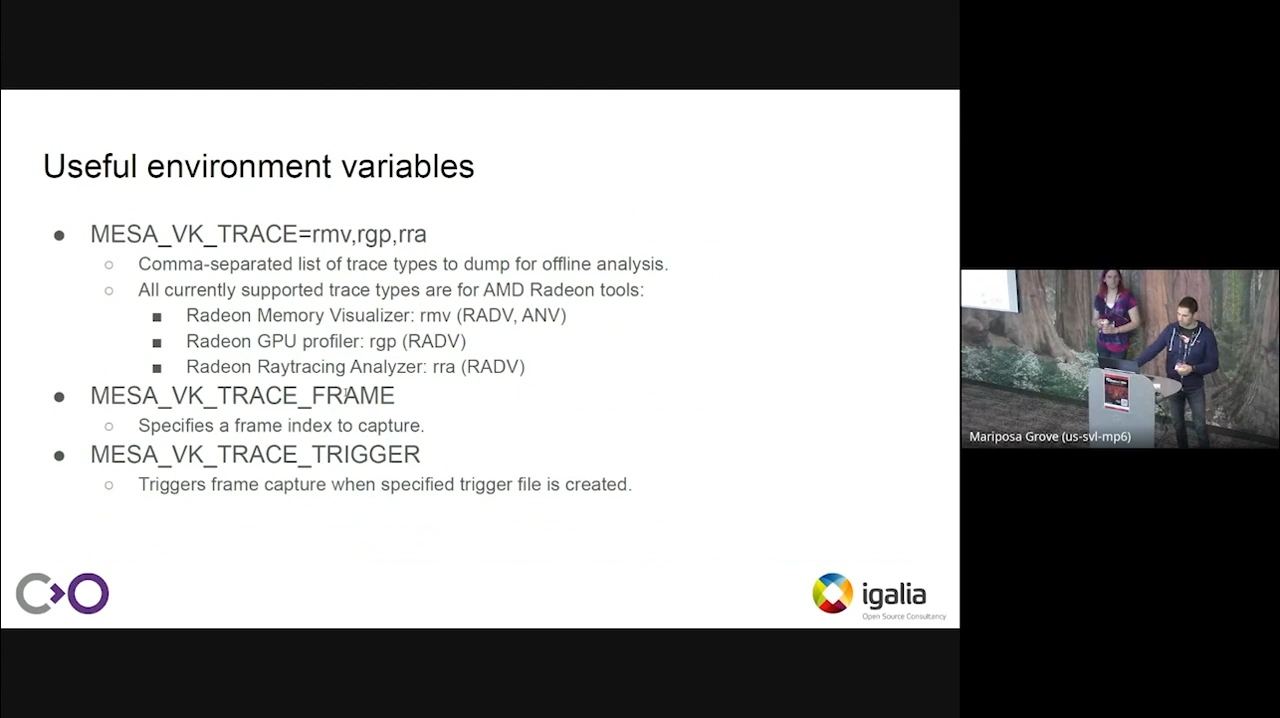 Useful environment variables
● MESA_VK_TRACE=rmv,rgp,rra
○ Comma-separated list of trace types to dump for offline analysis.
○ All currently supported trace types are for AMD Radeon tools:
■ Radeon Memory Visualizer: rmv (RADV, ANV)
■ Radeon GPU profiler: rgp (RADV)
■ Radeon Raytracing Analyzer: rra (RADV)
● MESA_VK_TRACE_FRAME
○ Specifies a frame index to capture.
● MESA_VK_TRACE_TRIGGER
○ Triggers frame capture when specified trigger file is created.
igalia
Open Source Consultancy
Mariposa Grove (us-svl-mp6)